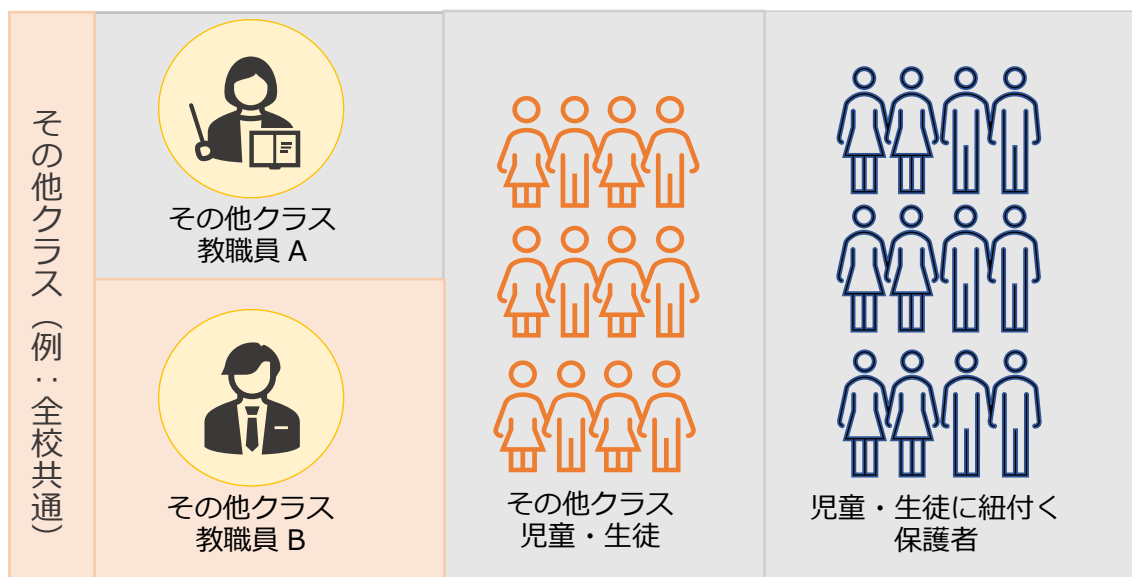 その他クラス（例：全校共通）
その他クラス
教職員 A
その他クラス
教職員 B
その他クラス
児童・生徒
児童・生徒に紐付く
保護者